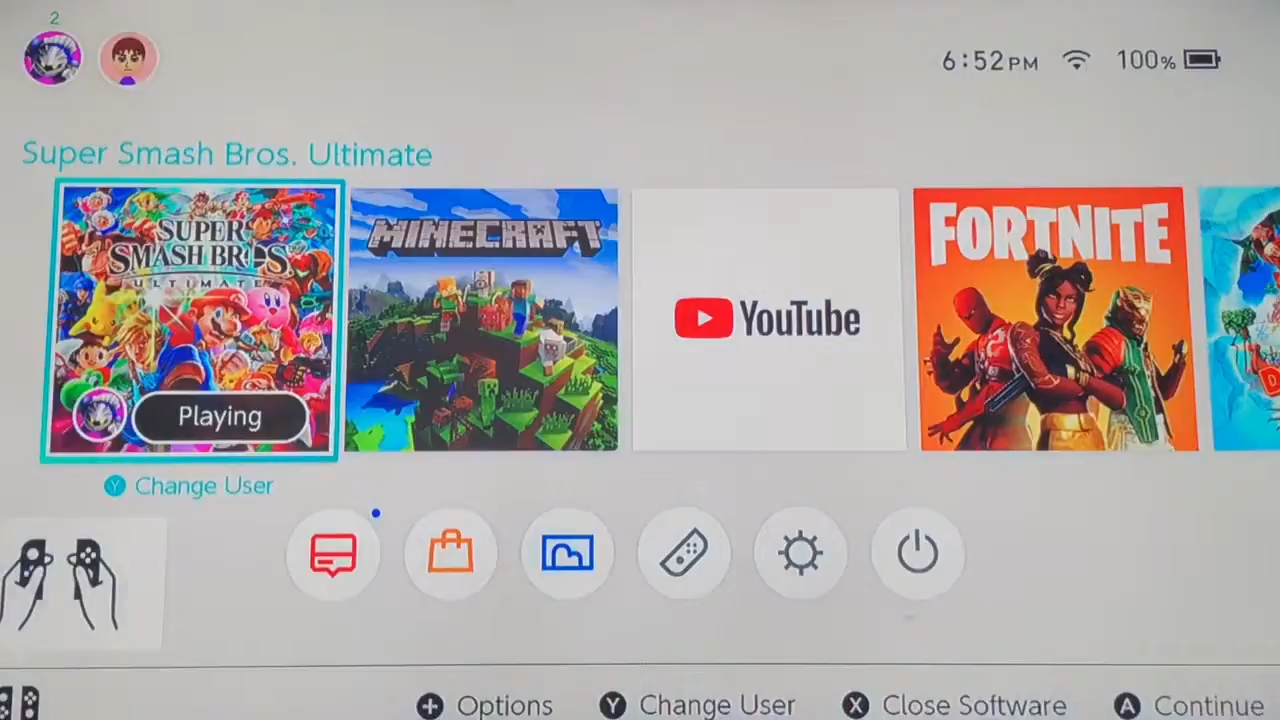 2
6:52PM 100%
Super Smash Bros. Ultimate
SUPER
SMASH BROS.
ULTIMATE
MINECRAFT
YouTube
FORTNITE
Playing
Y Change User
+ Options Y Change User X Close Software A Continue